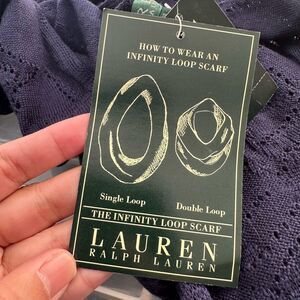 HOW TO WEAR AN
INFINITY LOOP SCARF
Single Loop
Double Loop
THE INFINITY LOOP SCARF
LAUREN
RALPH LAUREN